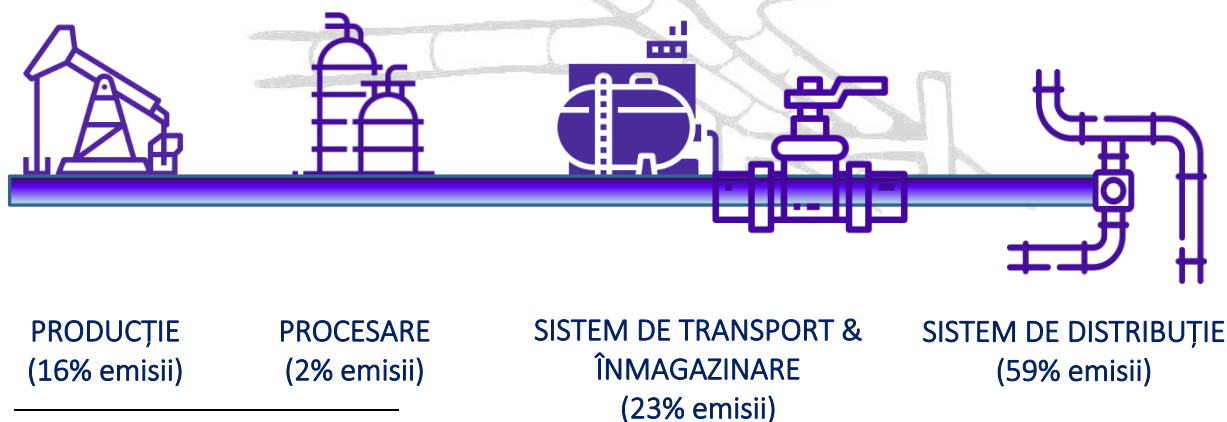 PRODUCȚIE
(16% emisii)
PROCESARE
(2% emisii)
SISTEM DE TRANSPORT &
ÎNMAGAZINARE
(23% emisii)
SISTEM DE DISTRIBUȚIE
(59% emisii)